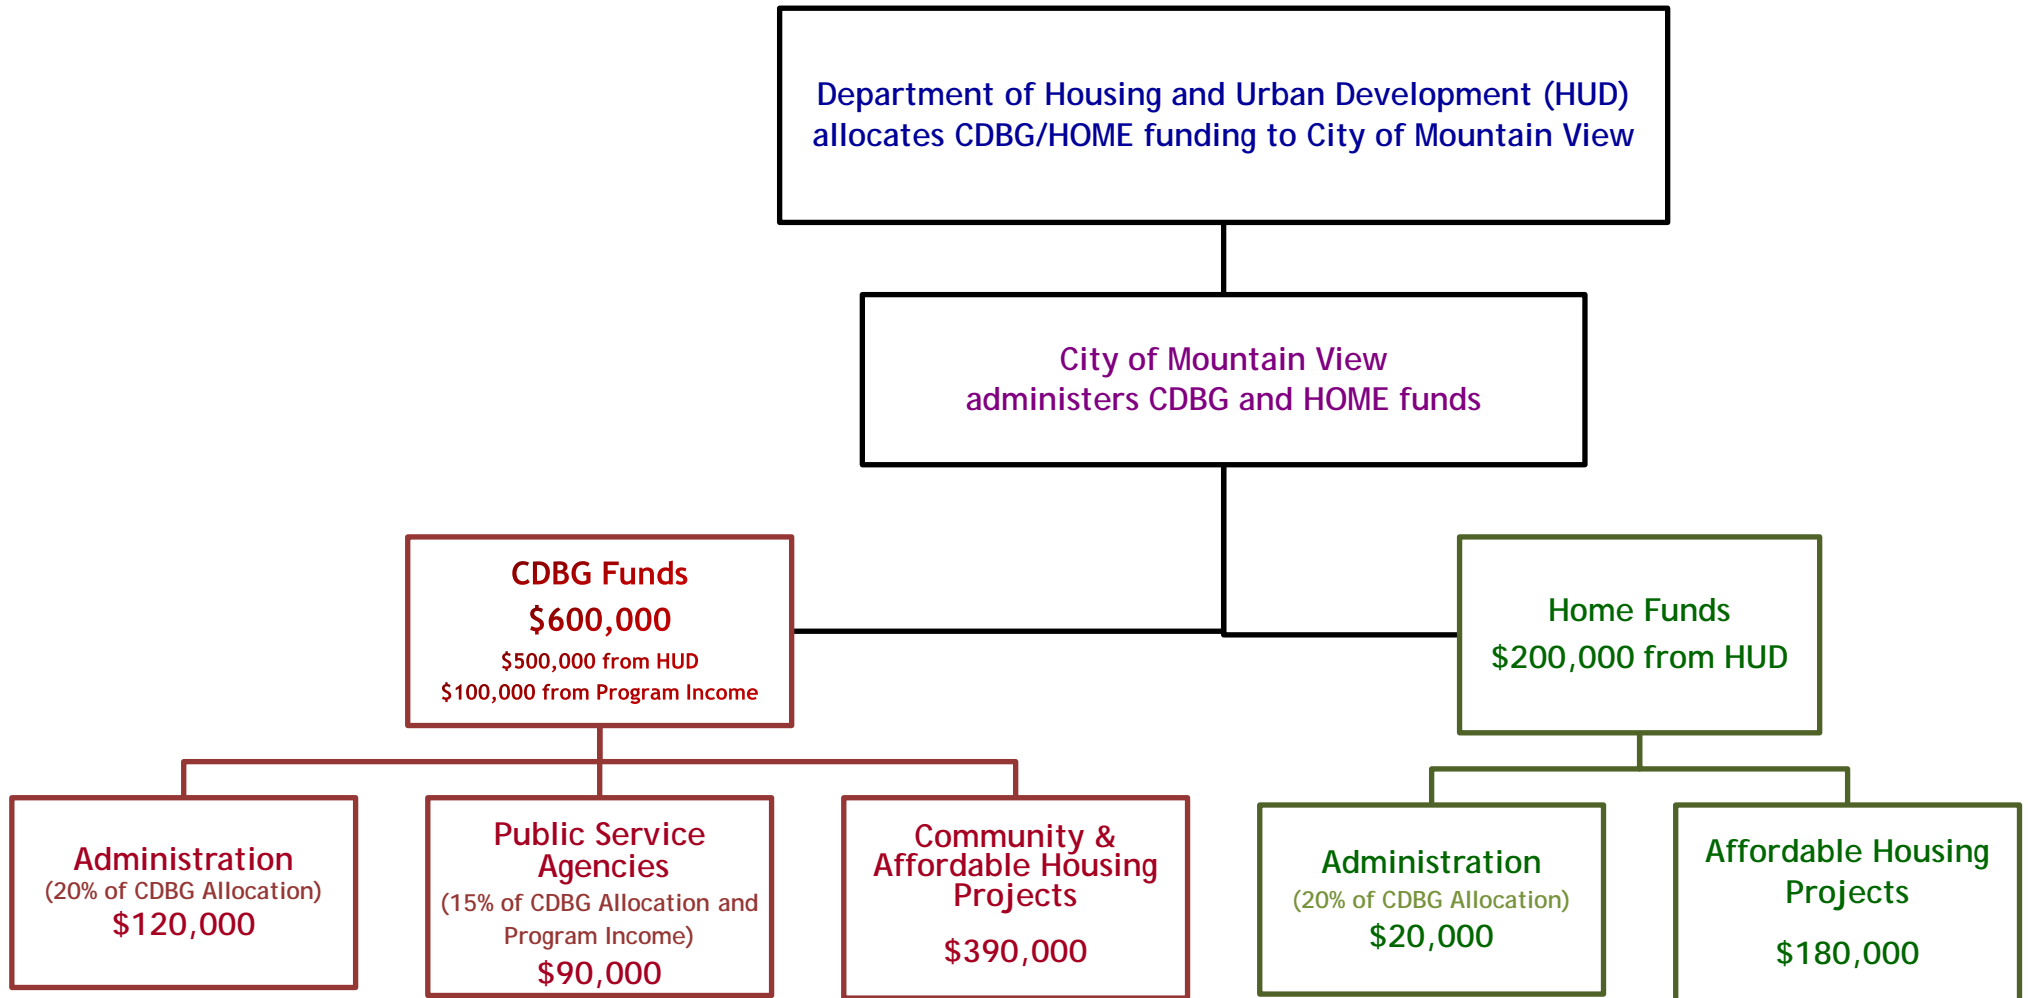 Department of Housing and Urban Development (HUD)
allocates CDBG/HOME funding to City of Mountain View
City of Mountain View
administers CDBG and HOME funds
CDBG Funds
$600,000
$500,000 from HUD
$100,000 from Program Income
Home Funds
$200,000 from HUD
Administration
(20% of CDBG Allocation)
$120,000
Public Service
Agencies
(15% of CDBG Allocation and
Program Income)
$90,000
Community &
Affordable Housing
Projects
$390,000
Administration
(20% of CDBG Allocation)
$20,000
Affordable Housing
Projects
$180,000